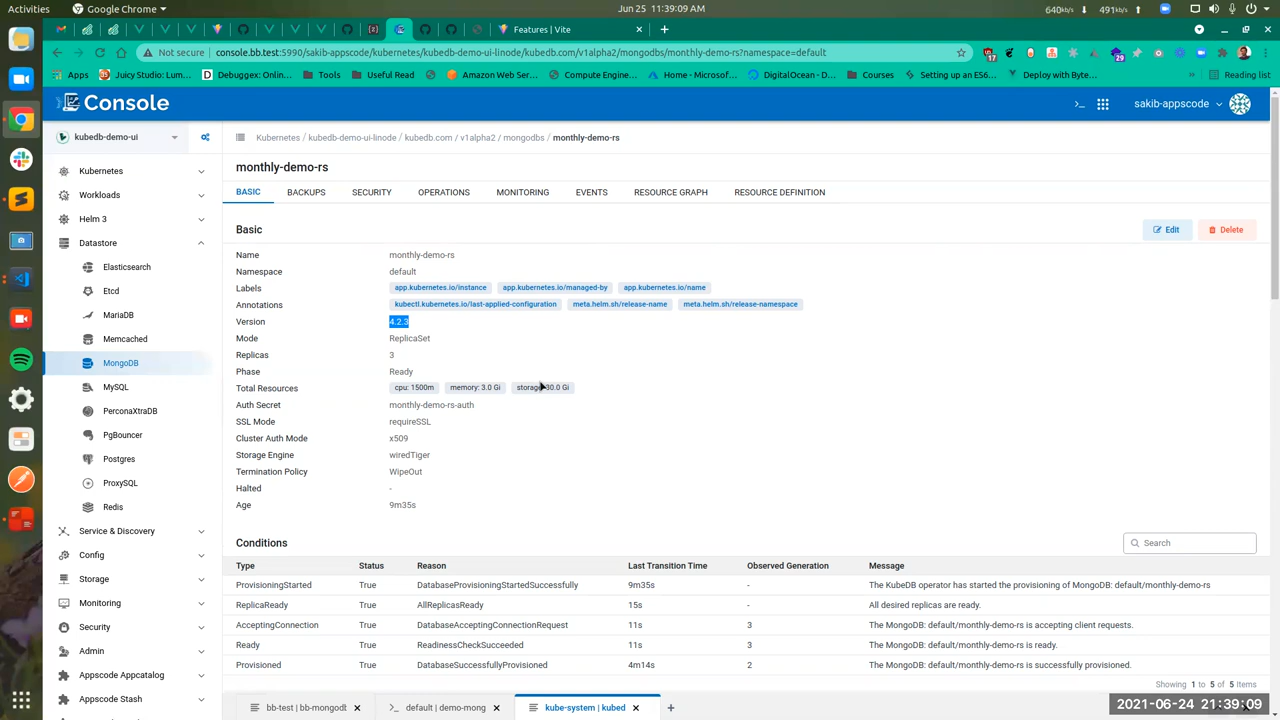 Google Chrome
Jun 25 11:39:09 AM
640kb/s
491kb/s
Features | Vite
Not secure | console.bb.test:5990/sakib-appscode/kubernetes/kubedb-demo-ui-linode/kubedb.com/v1alpha2/mongodbs/monthly-demo-rs?namespace=default
17
29
Apps
Juicy Studio: Lum...
Debuggex: Onlin...
Tools
Useful Read
Amazon Web Ser...
Compute Engine...
Home - Microsof...
DigitalOcean - D...
Courses
Setting up an ES6...
Deploy with Byte...
Reading list
Console
sakib-appscode
kubedb-demo-ui
Kubernetes / kubedb-demo-ui-linode / kubedb.com / v1alpha2 / mongodbs / monthly-demo-rs
monthly-demo-rs
BASIC
BACKUPS
SECURITY
OPERATIONS
MONITORING
EVENTS
RESOURCE GRAPH
RESOURCE DEFINITION
Kubernetes
Workloads
Helm 3
Datastore
Elasticsearch
Etcd
MariaDB
Memcached
MongoDB
MySQL
PerconaXtraDB
PgBouncer
Postgres
ProxySQL
Redis
Service & Discovery
Config
Storage
Monitoring
Security
Admin
Appscode Appcatalog
Appscode Stash
Basic
Edit
Delete
Name monthly-demo-rs
Namespace default
Labels app.kubernetes.io/instance app.kubernetes.io/managed-by app.kubernetes.io/name
Annotations kubectl.kubernetes.io/last-applied-configuration meta.helm.sh/release-name meta.helm.sh/release-namespace
Version 4.2.3
Mode ReplicaSet
Replicas 3
Phase Ready
Total Resources cpu: 1500m memory: 3.0 Gi storage: 30.0 Gi
Auth Secret monthly-demo-rs-auth
SSL Mode requireSSL
Cluster Auth Mode x509
Storage Engine wiredTiger
Termination Policy WipeOut
Halted -
Age 9m35s
Conditions
Search
Type Status Reason Last Transition Time Observed Generation Message
ProvisioningStarted True DatabaseProvisioningStartedSuccessfully 9m35s - The KubeDB operator has started the provisioning of MongoDB: default/monthly-demo-rs
ReplicaReady True AllReplicasReady 15s - All desired replicas are ready.
AcceptingConnection True DatabaseAcceptingConnectionRequest 11s 3 The MongoDB: default/monthly-demo-rs is accepting client requests.
Ready True ReadinessCheckSucceeded 11s 3 The MongoDB: default/monthly-demo-rs is ready.
Provisioned True DatabaseSuccessfullyProvisioned 4m14s 2 The MongoDB: default/monthly-demo-rs is successfully provisioned.
Showing 1 to 5 of 5 Items
bb-test | bb-mongodb
default | demo-mong
kube-system | kubed
2021-06-24 21:39:09